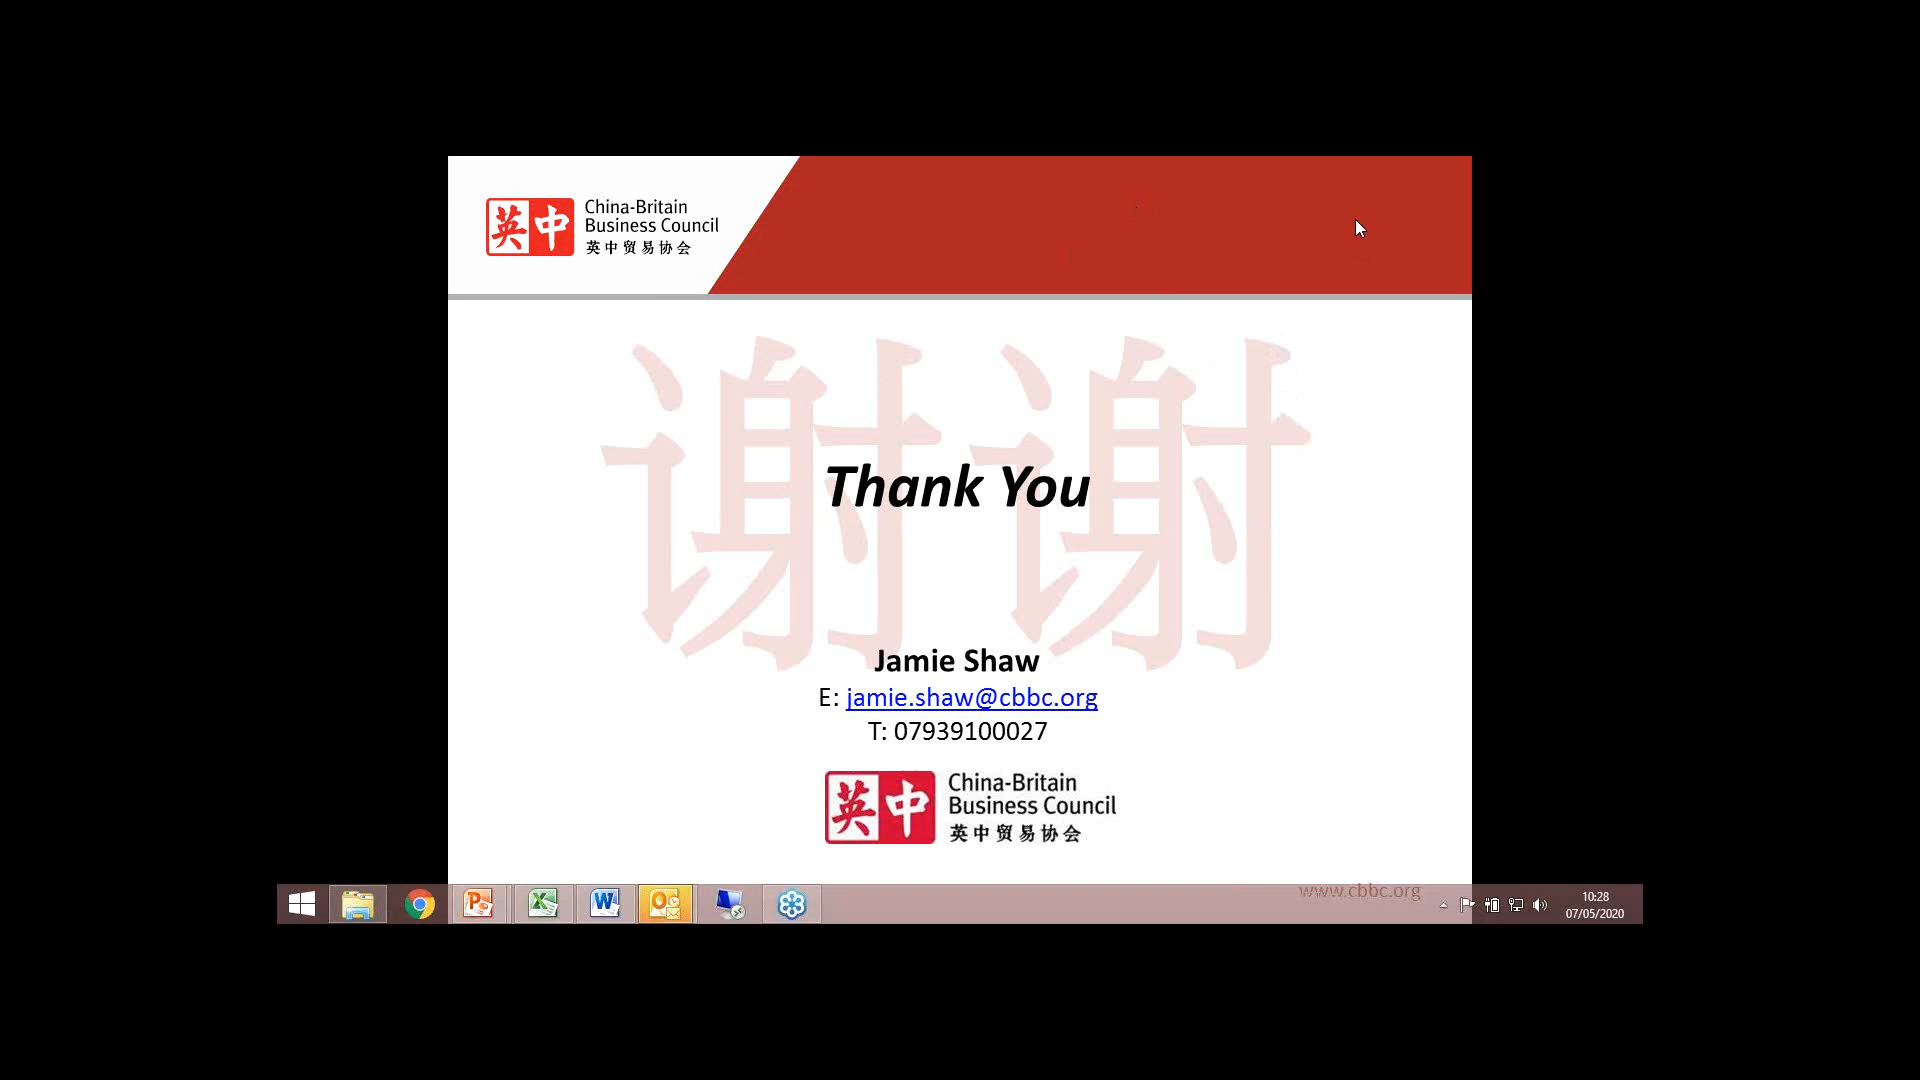 英中
China-Britain
Business Council
英中贸易协会
谢谢
Thank You
Jamie Shaw
E: jamie.shaw@cbbc.org
T: 07939100027
英中
China-Britain
Business Council
英中贸易协会
www.cbbc.org
10:28
07/05/2020